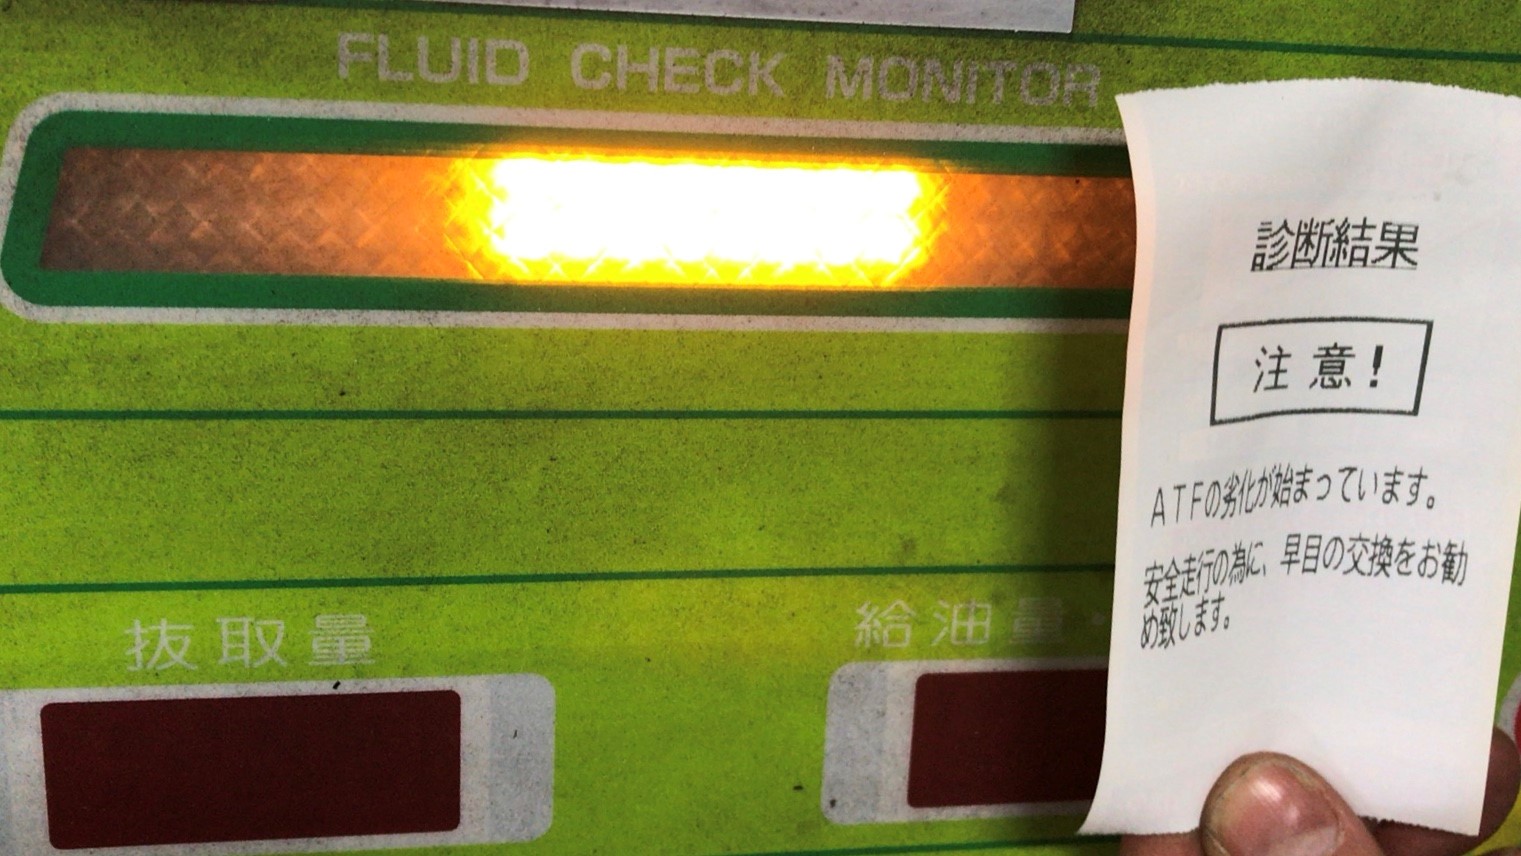 FLUID CHECK MONITOR
診断結果
注意!
ATFの劣化が始まっています。
安全走行の為に、早目の交換をお勧
め致します。
抜取量
給油量